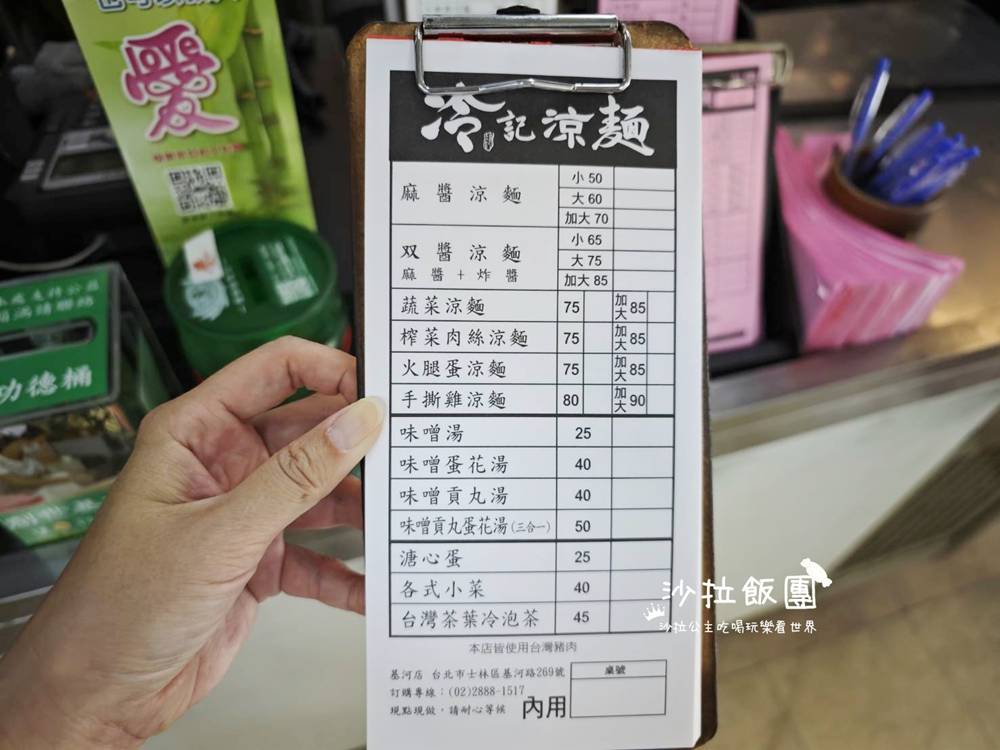 愛
冷記涼麵
麻醬涼麵 小 50
大 60
加大 70
双醬涼麵 小 65
麻醬 + 炸醬 大 75
加大 85
蔬菜涼麵 75 加大 85
榨菜肉絲涼麵 75 加大 85
火腿蛋涼麵 75 加大 85
手撕雞涼麵 80 加大 90
味噌湯 25
味噌蛋花湯 40
味噌貢丸湯 40
味噌貢丸蛋花湯(三合一) 50
溏心蛋 25
各式小菜 40
台灣茶葉冷泡茶 45
本店皆使用台灣豬肉
基河店 台北市士林區基河路269號
訂購專線:(02)2888-1517
現點現做,請耐心等候
內用
桌號
功德桶
沙拉飯團
沙拉公主吃喝玩樂看世界